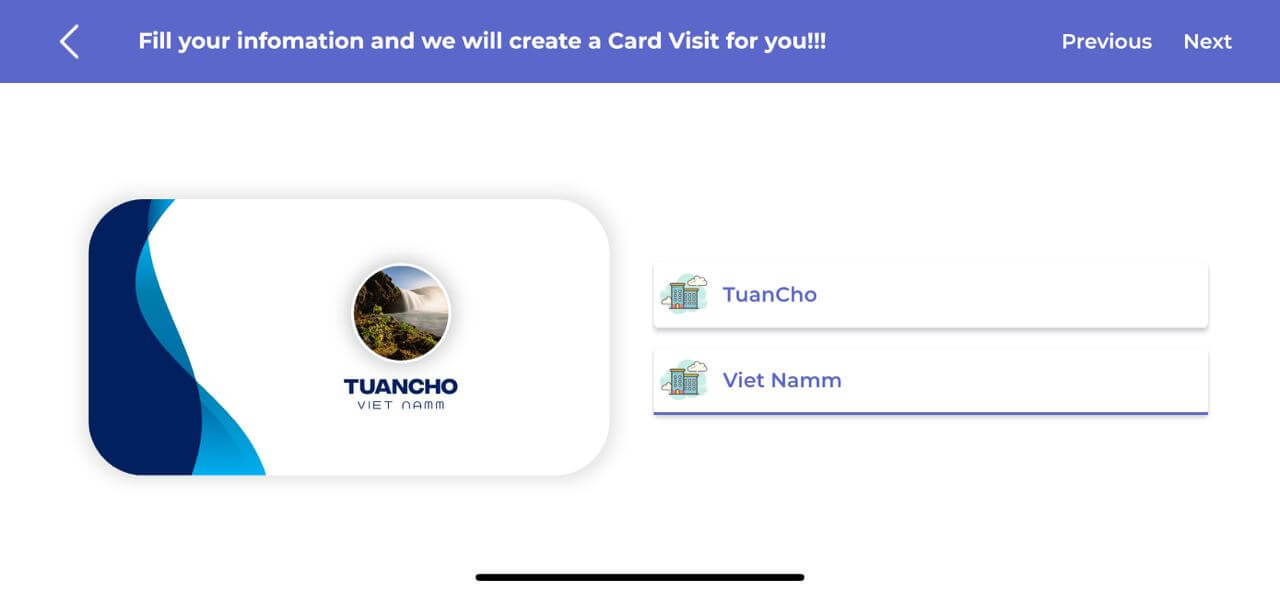 Fill your infomation and we will create a Card Visit for you!!!
Previous
Next
TUANCHO
VIET NAMM
TuanCho
Viet Namm